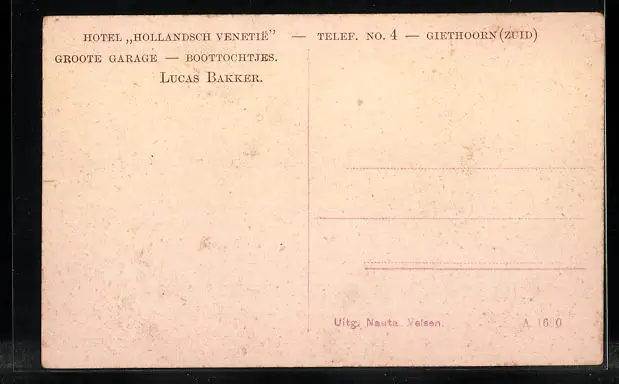 HOTEL „HOLLANDSCH VENETIË” — TELEF. NO. 4 — GIETHOORN (ZUID)
GROOTE GARAGE — BOOTTOCHTJES.
LUCAS BAKKER.
Uitg. Nauta. Velsen.